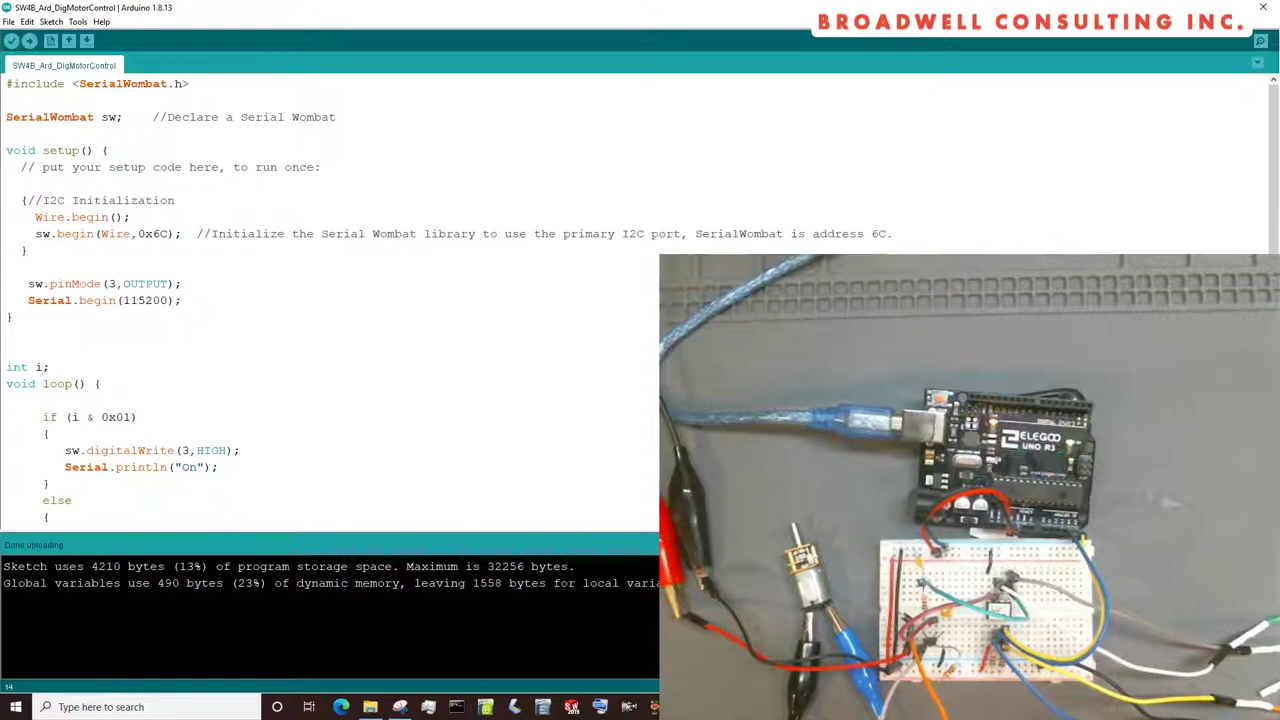 SW4B_Ard_DigMotorControl | Arduino 1.8.13
BROADWELL CONSULTING INC.
File Edit Sketch Tools Help
SW4B_Ard_DigMotorControl
#include <SerialWombat.h>
SerialWombat sw;    //Declare a Serial Wombat
void setup() {
// put your setup code here, to run once:
{//I2C Initialization
Wire.begin();
sw.begin(Wire,0x6C);  //Initialize the Serial Wombat library to use the primary I2C port, SerialWombat is address 6C.
}
sw.pinMode(3,OUTPUT);
Serial.begin(115200);
}
int i;
void loop() {
if (i & 0x01)
{
sw.digitalWrite(3,HIGH);
Serial.println("On");
}
else
{
Done uploading
Sketch uses 4210 bytes (13%) of program storage space. Maximum is 32256 bytes.
Global variables use 490 bytes (23%) of dynamic memory, leaving 1558 bytes for local varia
ELEGOO
UNO R3
14
Type here to search